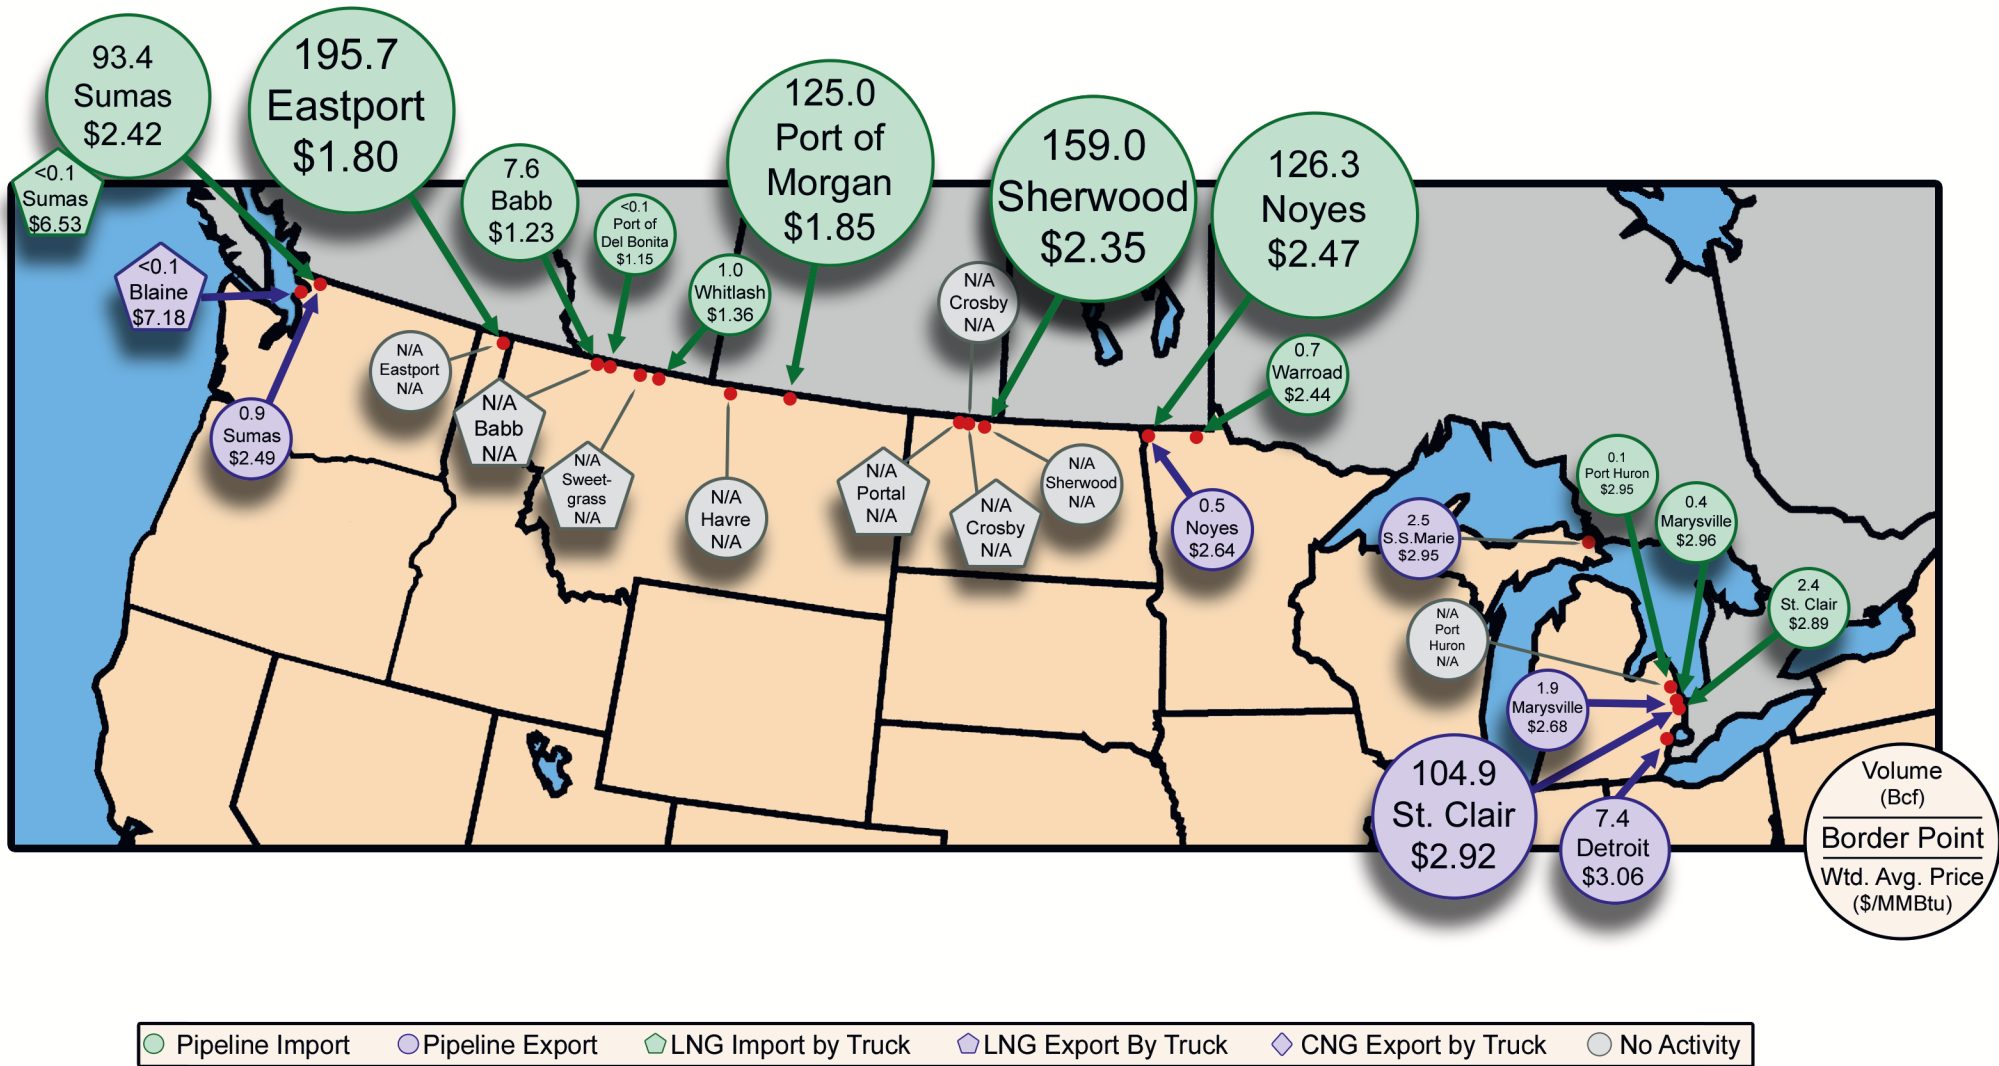 93.4
Sumas
$2.42
195.7
Eastport
$1.80
<0.1
Sumas
$6.53
<0.1
Blaine
$7.18
0.9
Sumas
$2.49
7.6
Babb
$1.23
<0.1
Port of
Del Bonita
$1.15
1.0
Whitlash
$1.36
125.0
Port of
Morgan
$1.85
159.0
Sherwood
$2.35
126.3
Noyes
$2.47
N/A
Crosby
N/A
0.7
Warroad
$2.44
N/A
Eastport
N/A
N/A
Babb
N/A
N/A
Sweet-
grass
N/A
N/A
Havre
N/A
N/A
Portal
N/A
N/A
Crosby
N/A
N/A
Sherwood
N/A
0.5
Noyes
$2.64
2.5
S.S.Marie
$2.95
0.1
Port Huron
$2.95
0.4
Marysville
$2.96
2.4
St. Clair
$2.89
N/A
Port
Huron
N/A
1.9
Marysville
$2.68
104.9
St. Clair
$2.92
7.4
Detroit
$3.06
Volume
(Bcf)
Border Point
Wtd. Avg. Price
($/MMBtu)
Pipeline Import
Pipeline Export
LNG Import by Truck
LNG Export By Truck
CNG Export by Truck
No Activity